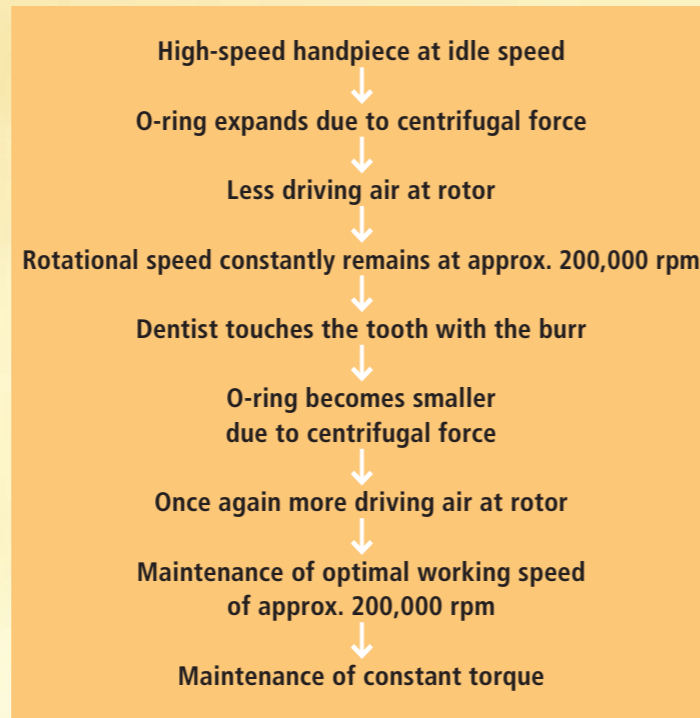 High-speed handpiece at idle speed
O-ring expands due to centrifugal force
Less driving air at rotor
Rotational speed constantly remains at approx. 200,000 rpm
Dentist touches the tooth with the burr
O-ring becomes smaller
due to centrifugal force
Once again more driving air at rotor
Maintenance of optimal working speed
of approx. 200,000 rpm
Maintenance of constant torque